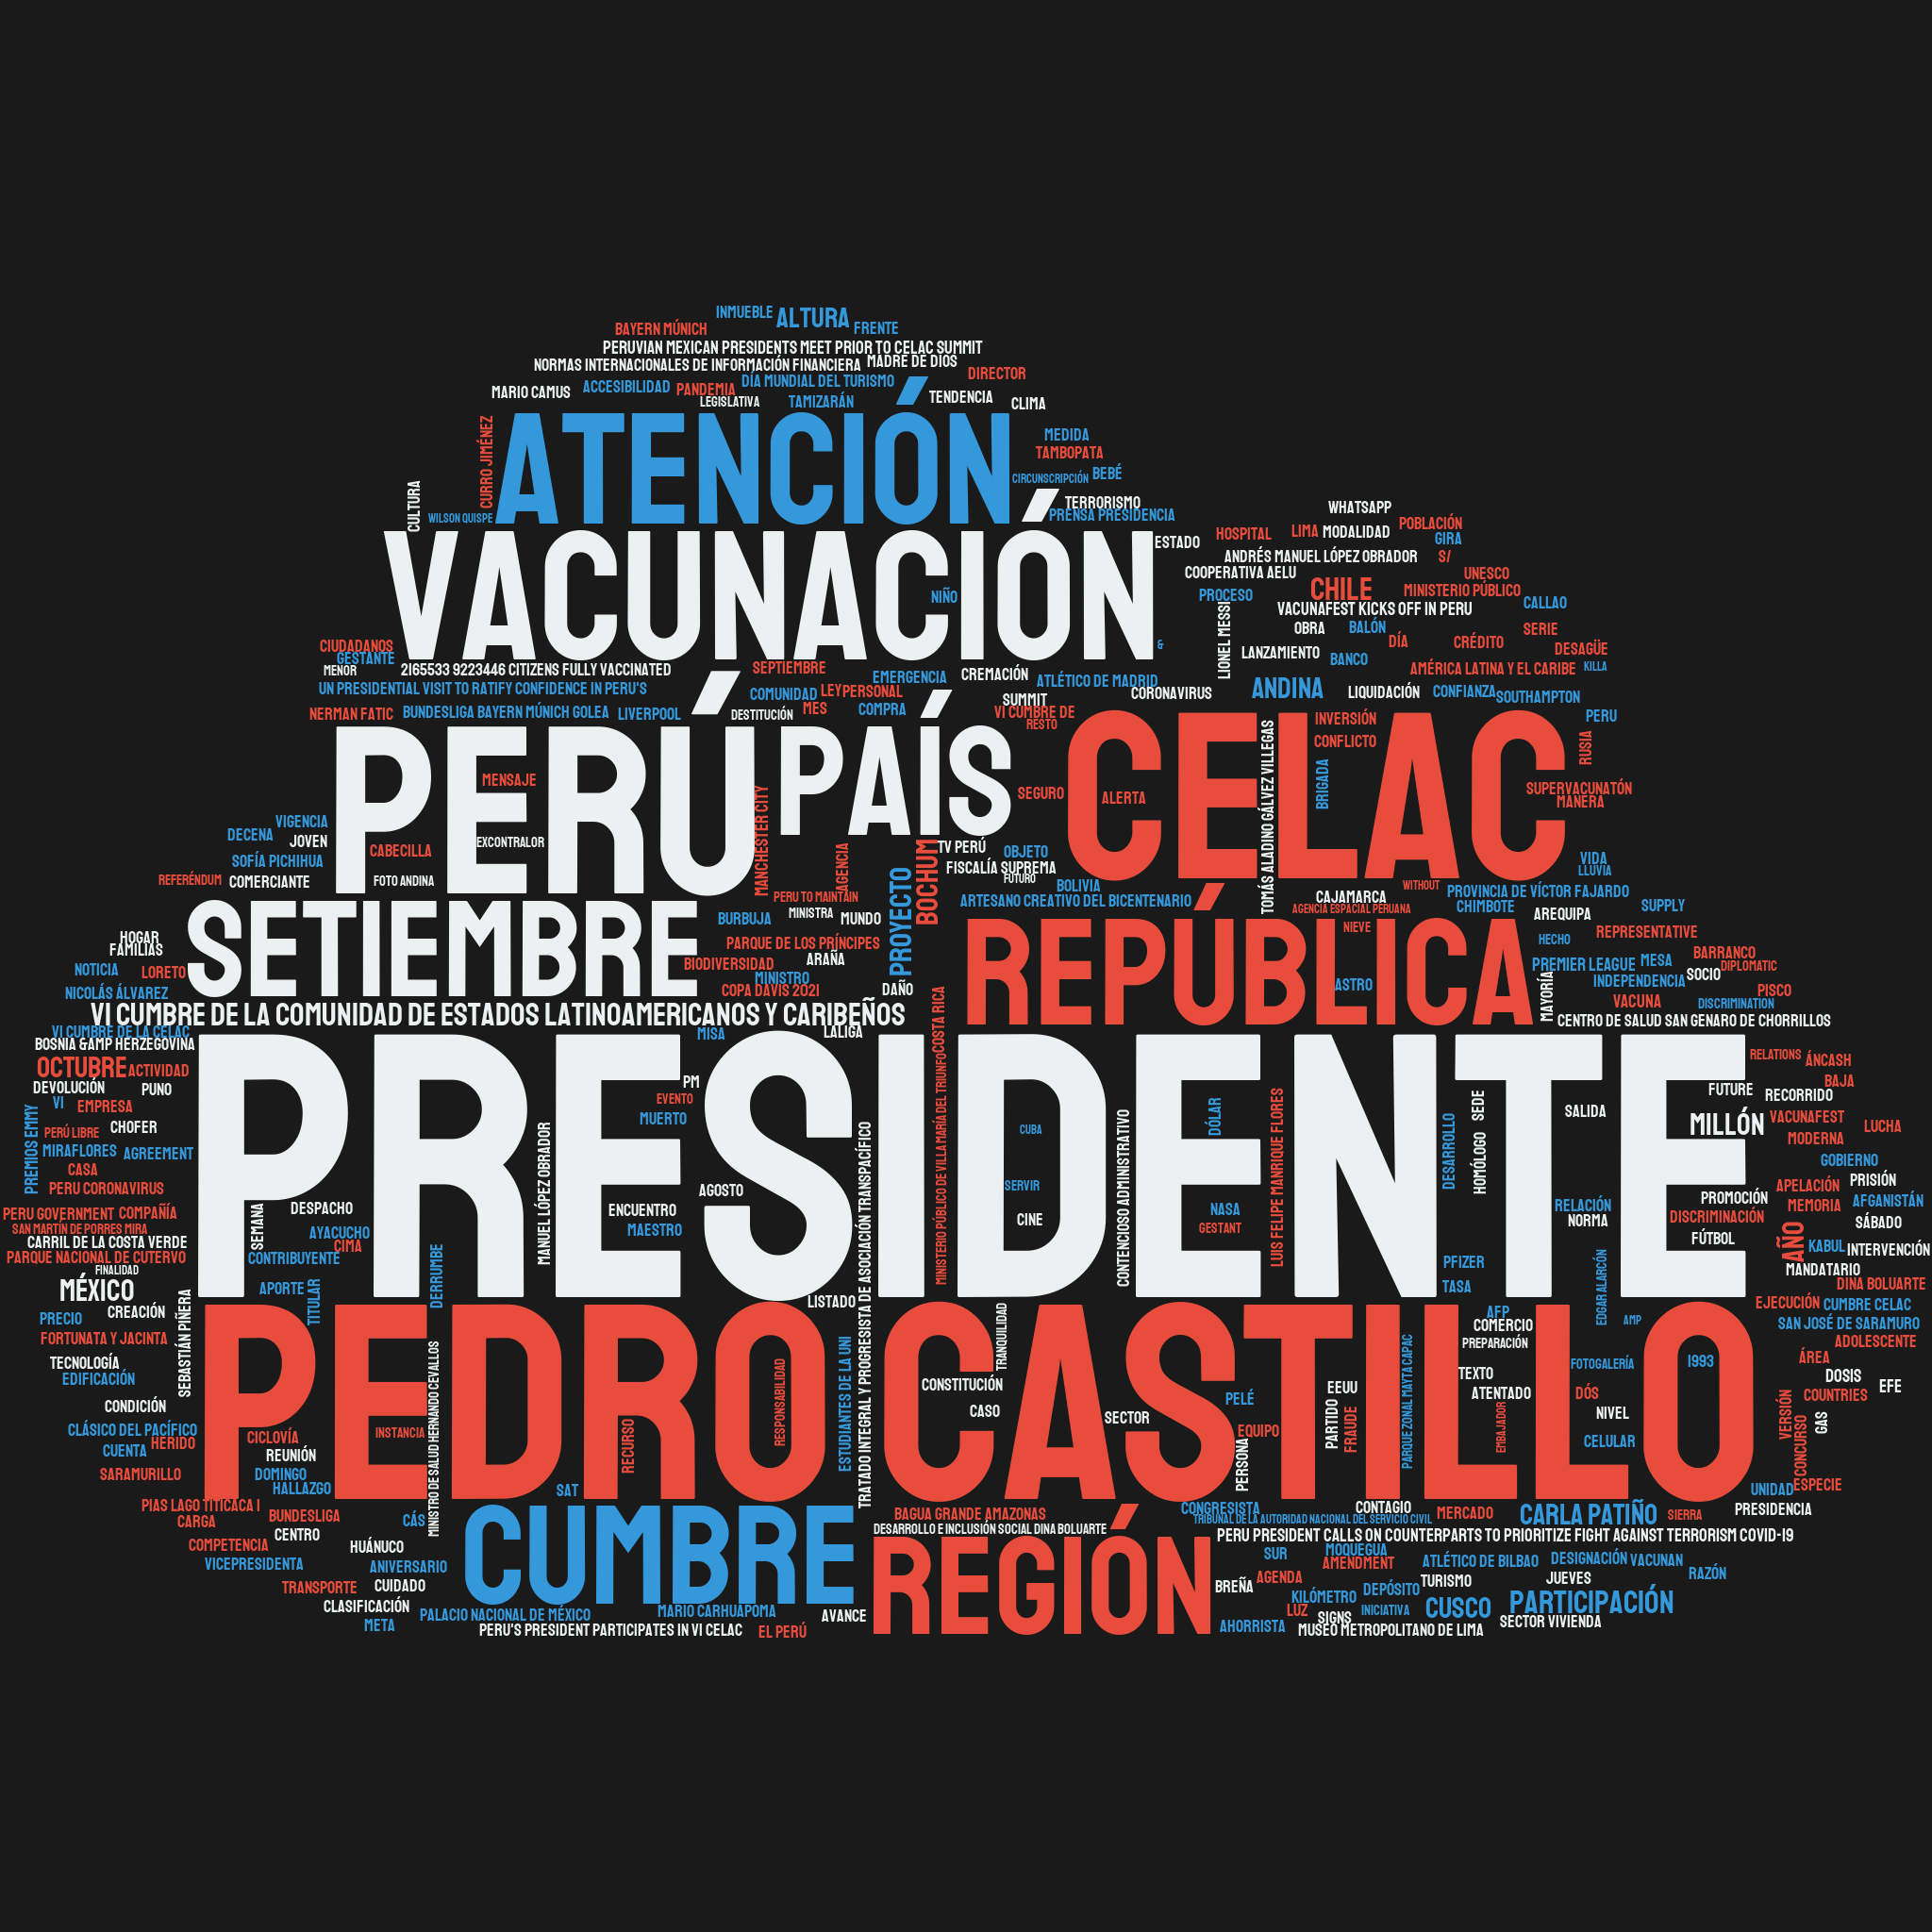 INMUEBLE
ALTURA
BAYERN MÚNICH
FRENTE
PERUVIAN MEXICAN PRESIDENTS MEET PRIOR TO CELAC SUMMIT
NORMAS INTERNACIONALES DE INFORMACIÓN FINANCIERA
MADRE DE DIOS
DIRECTOR
MARIO CAMUS
ACCESIBILIDAD
PANDEMIA
DÍA MUNDIAL DEL TURISMO
LEGISLATIVA
TAMIZARÁN
TENDENCIA
CLIMA
CURRO JIMÉNEZ
ATENCIÓN
MEDIDA
TAMBOPATA
CIRCUNSCRIPCIÓN
BEBÉ
CULTURA
WILSON QUISPE
TERRORISMO
PRENSA PRESIDENCIA
WHATSAPP
VACUNACIÓN
NIÑO
&
ESTADO
HOSPITAL
LIMA
MODALIDAD
POBLACIÓN
GIRA
ANDRÉS MANUEL LÓPEZ OBRADOR
S/
COOPERATIVA AELU
UNESCO
PROCESO
CHILE
MINISTERIO PÚBLICO
LIONEL MESSI
VACUNAFEST KICKS OFF IN PERU
CALLAO
OBRA
BALÓN
DÍA
CRÉDITO
SERIE
DESAGÜE
LANZAMIENTO
BANCO
AMÉRICA LATINA Y EL CARIBE
KILLA
CIUDADANOS
GESTANTE
MENOR
2165533 9223446 CITIZENS FULLY VACCINATED
SEPTIEMBRE
EMERGENCIA
CREMACIÓN
ATLÉTICO DE MADRID
CORONAVIRUS
ANDINA
LIQUIDACIÓN
CONFIANZA
SOUTHAMPTON
UN PRESIDENTIAL VISIT TO RATIFY CONFIDENCE IN PERU'S
COMUNIDAD
LEY
PERSONAL
SUMMIT
NERMAN FATIC
BUNDESLIGA BAYERN MÚNICH GOLEA
LIVERPOOL
DESTITUCIÓN
MES
COMPRA
VI CUMBRE DE
RESTO
PERU
PERÚ
PAÍS
CELAC
MENSAJE
EXCONTRALOR
MANCHESTER CITY
SEGURO
ALERTA
TOMÁS ALADINO GÁLVEZ VILLEGAS
INVERSIÓN
CONFLICTO
BRIGADA
RUSIA
SUPERVACUNATÓN
MANERA
VIGENCIA
DECENA
JOVEN
SOFÍA PICHIHUA
CABECILLA
REFERÉNDUM
COMERCIANTE
FOTO ANDINA
AGENCIA
PERU TO MAINTAIN
PROYECTO
BOCHUM
TV PERÚ
OBJETO
FISCALÍA SUPREMA
FUTURO
BOLIVIA
ARTESANO CREATIVO DEL BICENTENARIO
CAJAMARCA
WITHOUT
PROVINCIA DE VÍCTOR FAJARDO
VIDA
LLUVIA
AGENCIA ESPACIAL PERUANA
CHIMBOTE
AREQUIPA
SUPPLY
SETIEMBRE
BURBUJA
MINISTRA
MUNDO
PARQUE DE LOS PRÍNCIPES
ARAÑA
BIODIVERSIDAD
MINISTRO
COPA DAVIS 2021
DAÑO
REPÚBLICA
NIEVE
ASTRO
HECHO
REPRESENTATIVE
BARRANCO
DIPLOMATIC
PREMIER LEAGUE
MESA
SOCIO
INDEPENDENCIA
PISCO
MAYORÍA
VACUNA
DISCRIMINATION
CENTRO DE SALUD SAN GENARO DE CHORRILLOS
HOGAR
FAMILIAS
NOTICIA
LORETO
NICOLÁS ÁLVAREZ
VI CUMBRE DE LA COMUNIDAD DE ESTADOS LATINOAMERICANOS Y CARIBEÑOS
VI CUMBRE DE LA CELAC
BOSNIA &AMP HERZEGOVINA
MISA
LALIGA
COSTA RICA
OCTUBRE
ACTIVIDAD
DEVOLUCIÓN
PUNO
VI
EMPRESA
PREMIOS EMMY
PERÚ LIBRE
CHOFER
MIRAFLORES
AGREEMENT
CASA
PERU CORONAVIRUS
PERU GOVERNMENT
COMPAÑÍA
SAN MARTÍN DE PORRES MIRA
CARRIL DE LA COSTA VERDE
PARQUE NACIONAL DE CUTERVO
FINALIDAD
PRESIDENTE
PM
EVENTO
MUERTO
CUBA
SERVIR
CINE
DÓLAR
NASA
GESTANT
LUIS FELIPE MANRIQUE FLORES
CONTENCIOSO ADMINISTRATIVO
MINISTERIO PÚBLICO DE VILLA MARÍA DEL TRIUNFO
TRATADO INTEGRAL Y PROGRESISTA DE ASOCIACIÓN TRANSPACÍFICO
MANUEL LÓPEZ OBRADOR
AGOSTO
ENCUENTRO
MAESTRO
SEMANA
DESPACHO
AYACUCHO
CIMA
CONTRIBUYENTE
DERRUMBE
DESARROLLO
HOMÓLOGO
SEDE
PFIZER
TASA
SALIDA
RELACIÓN
NORMA
EDGAR ALARCÓN
RELATIONS
ÁNCASH
FUTURE
RECORRIDO
BAJA
MILLÓN
VACUNAFEST
LUCHA
MODERNA
GOBIERNO
APELACIÓN
PRISIÓN
PROMOCIÓN
MEMORIA
AFGANISTÁN
DISCRIMINACIÓN
SÁBADO
FÚTBOL
AÑO
KABUL
INTERVENCIÓN
MANDATARIO
DINA BOLUARTE
MÉXICO
APORTE
TITULAR
PRECIO
CREACIÓN
SEBASTIÁN PIÑERA
LISTADO
FORTUNATA Y JACINTA
TECNOLOGÍA
EDIFICACIÓN
CONDICIÓN
CLÁSICO DEL PACÍFICO
CUENTA
HERIDO
SARAMURILLO
PEDRO CASTILLO
INSTANCIA
RECURSO
RESPONSABILIDAD
ESTUDIANTES DE LA UNI
MINISTRO DE SALUD HERNANDO CEVALLOS
TRANQUILIDAD
CONSTITUCIÓN
CASO
SECTOR
PELÉ
EQUIPO
PERSONA
EEUU
PARTIDO
FRAUDE
PARQUE ZONAL MAYTA CAPAC
AFP
COMERCIO
PREPARACIÓN
TEXTO
ATENTADO
EMBAJADOR
AMP
FOTOGALERÍA
DÓS
NIVEL
CELULAR
1993
EJECUCIÓN
CUMBRE CELAC
SAN JOSÉ DE SARAMURO
ADOLESCENTE
ÁREA
DOSIS
EFE
COUNTRIES
VERSIÓN
GAS
CONCURSO
ESPECIE
UNIDAD
PRESIDENCIA
CICLOVÍA
REUNIÓN
DOMINGO
HALLAZGO
SAT
PIAS LAGO TITICACA I
CARGA
BUNDESLIGA
CÁS
CENTRO
COMPETENCIA
HUÁNUCO
VICEPRESIDENTA
ANIVERSARIO
TRANSPORTE
CUIDADO
CLASIFICACIÓN
META
CUMBRE
PALACIO NACIONAL DE MÉXICO
MARIO CARHUAPOMA
AVANCE
PERU'S PRESIDENT PARTICIPATES IN VI CELAC
EL PERÚ
BAGUA GRANDE AMAZONAS
DESARROLLO E INCLUSIÓN SOCIAL DINA BOLUARTE
REGIÓN
CONGRESISTA
CONTAGIO
MERCADO
CARLA PATIÑO
SIERRA
TRIBUNAL DE LA AUTORIDAD NACIONAL DEL SERVICIO CIVIL
PERU PRESIDENT CALLS ON COUNTERPARTS TO PRIORITIZE FIGHT AGAINST TERRORISM COVID-19
SUR
MOQUEGUA
AMENDMENT
ATLÉTICO DE BILBAO
DESIGNACIÓN
VACUNAN
RAZÓN
BREÑA
AGENDA
TURISMO
JUEVES
KILÓMETRO
DEPÓSITO
LUZ
SIGNS
INICIATIVA
CUSCO
PARTICIPACIÓN
AHORRISTA
MUSEO METROPOLITANO DE LIMA
SECTOR VIVIENDA